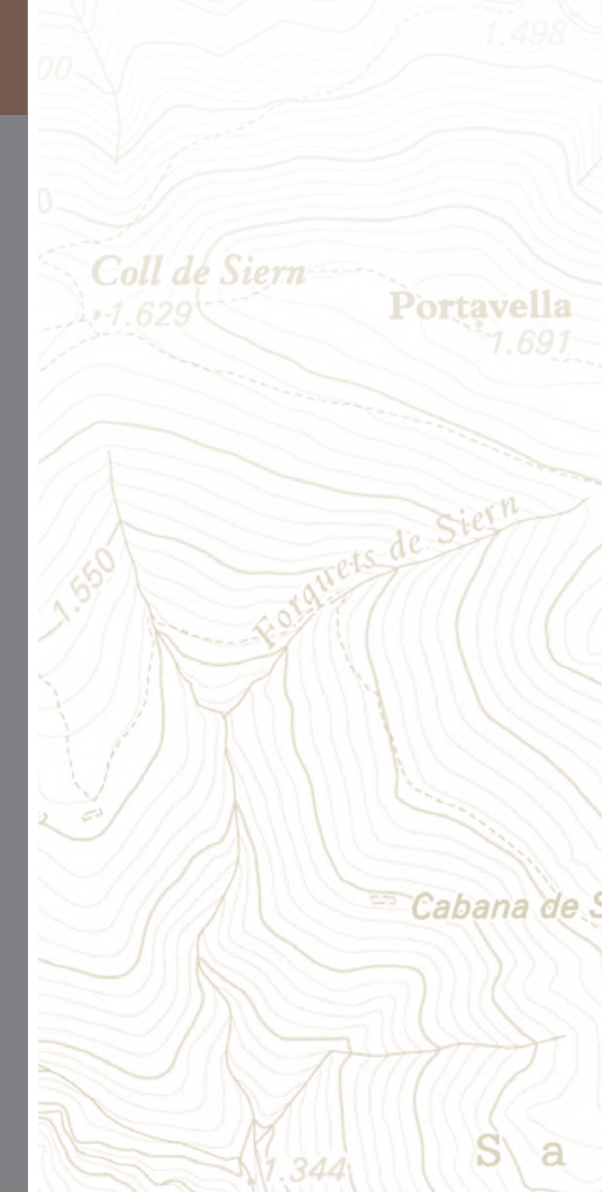 1.498
00
0
Coll de Siern
1.629
Portavella
1.691
Forquets de Siern
1.550
Cabana de S
S a
1.344